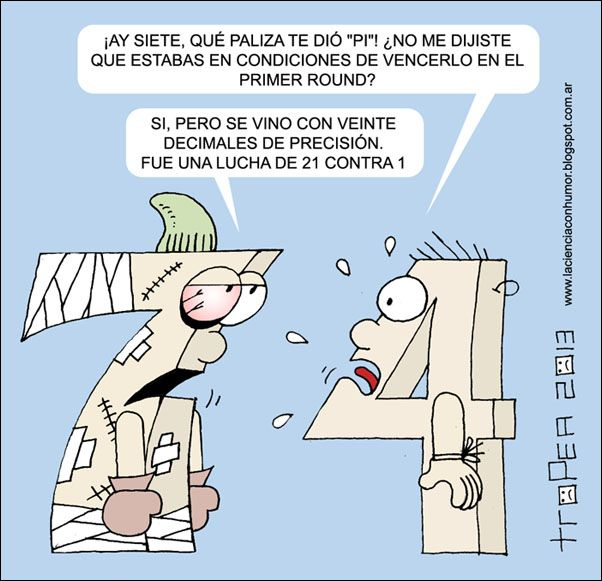 ¡AY SIETE, QUÉ PALIZA TE DIÓ "PI"! ¿NO ME DIJISTE
QUE ESTABAS EN CONDICIONES DE VENCERLO EN EL
PRIMER ROUND?
SI, PERO SE VINO CON VEINTE
DECIMALES DE PRECISIÓN.
FUE UNA LUCHA DE 21 CONTRA 1
www.lacienciaconhumor.blogspot.com.ar
troPEA 2013